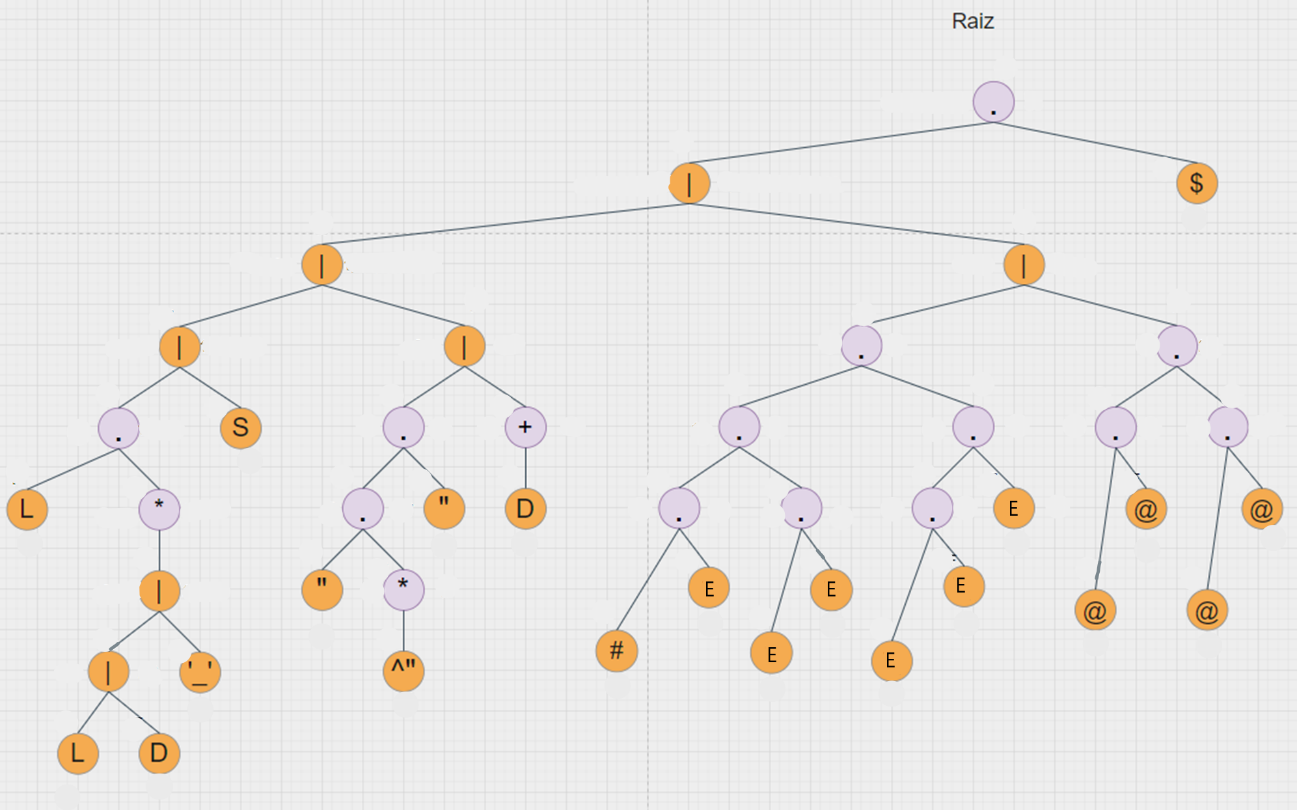 Raiz
.
| $
| |
| | . .
. S . + . . . .
L * . " D . . . E @ @
| " * E E E @ @
| '_' ^" # E E
L D